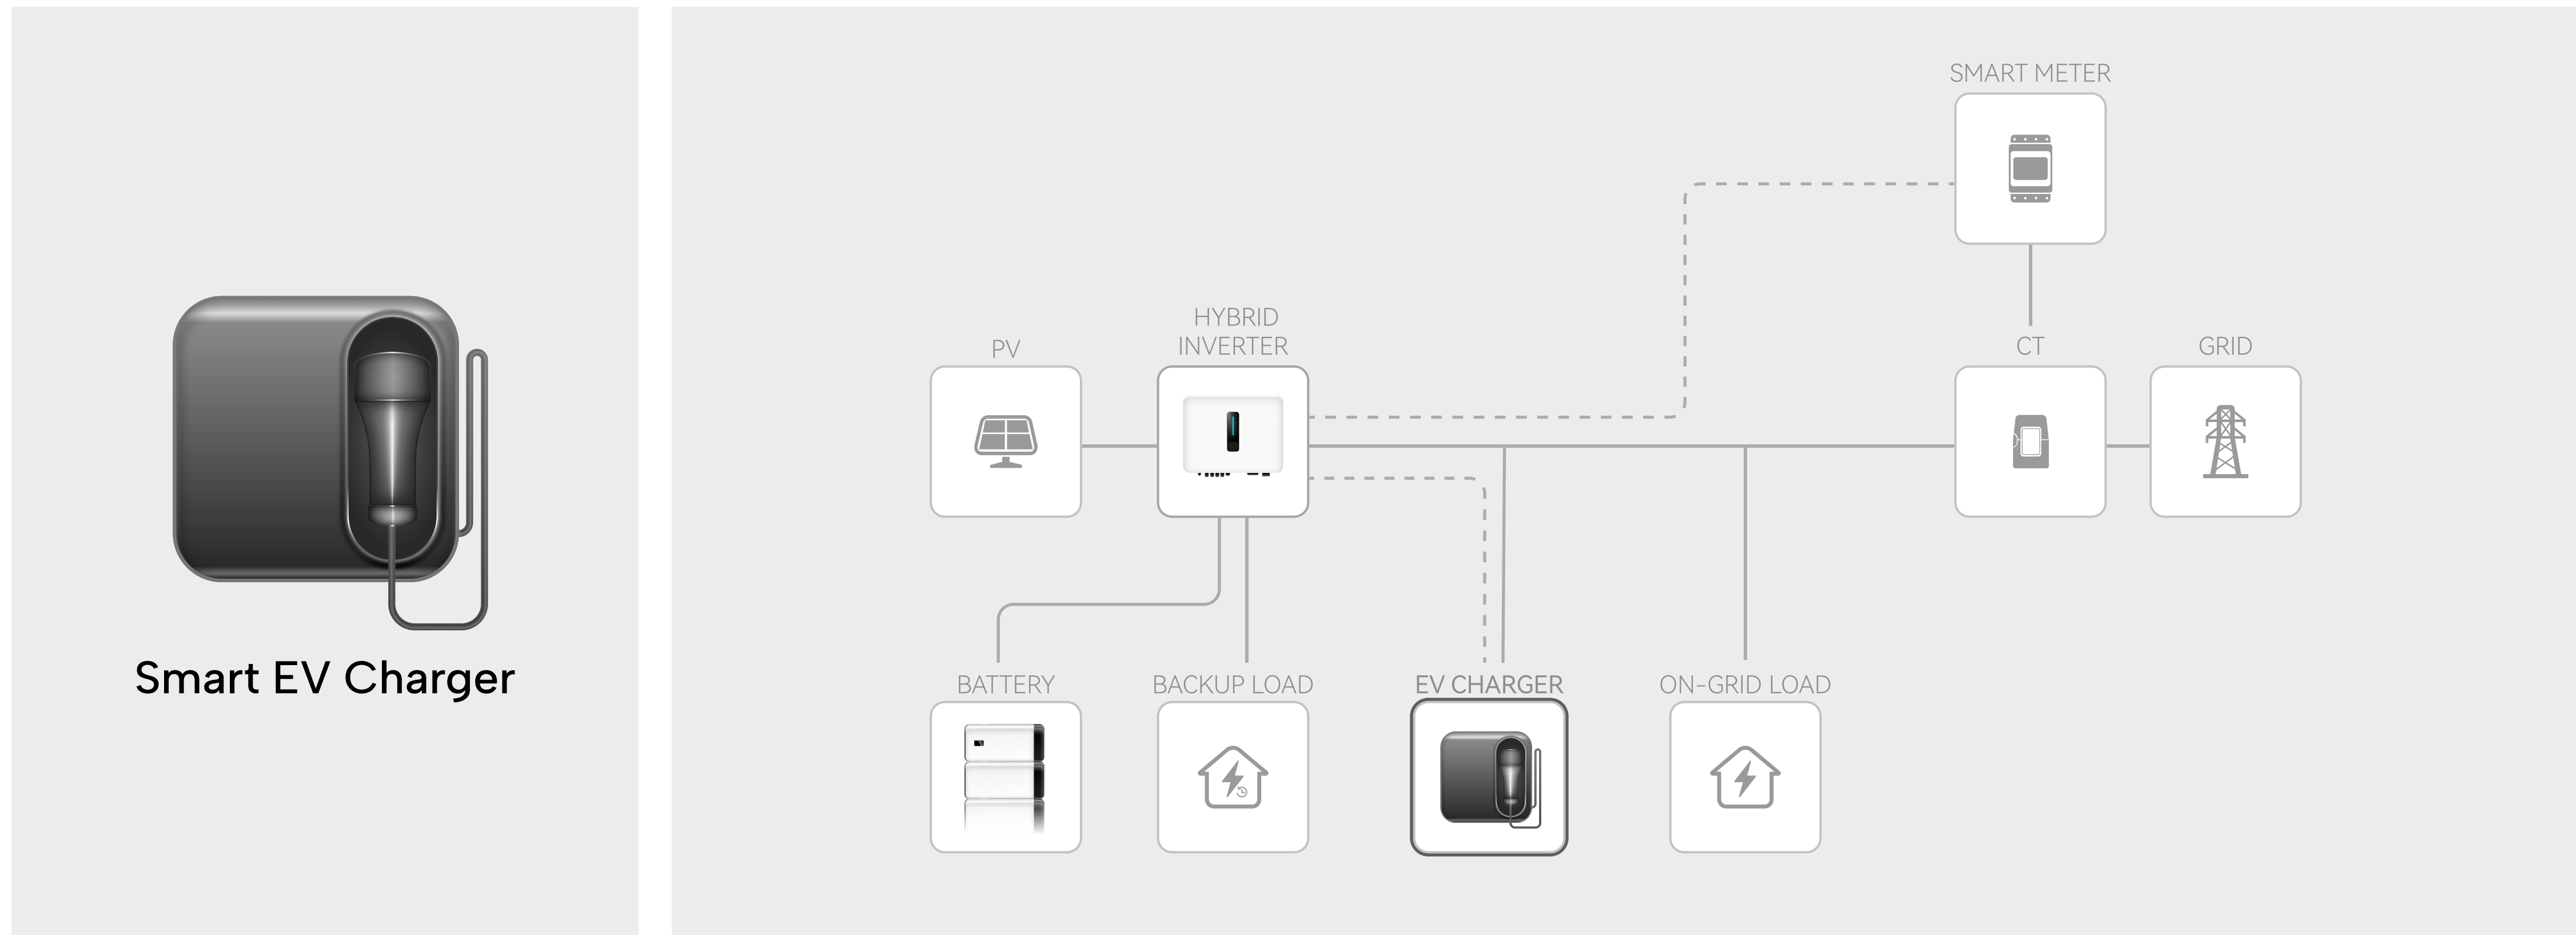 Smart EV Charger
SMART METER
HYBRID
INVERTER
PV
CT
GRID
BATTERY
BACKUP LOAD
EV CHARGER
ON-GRID LOAD